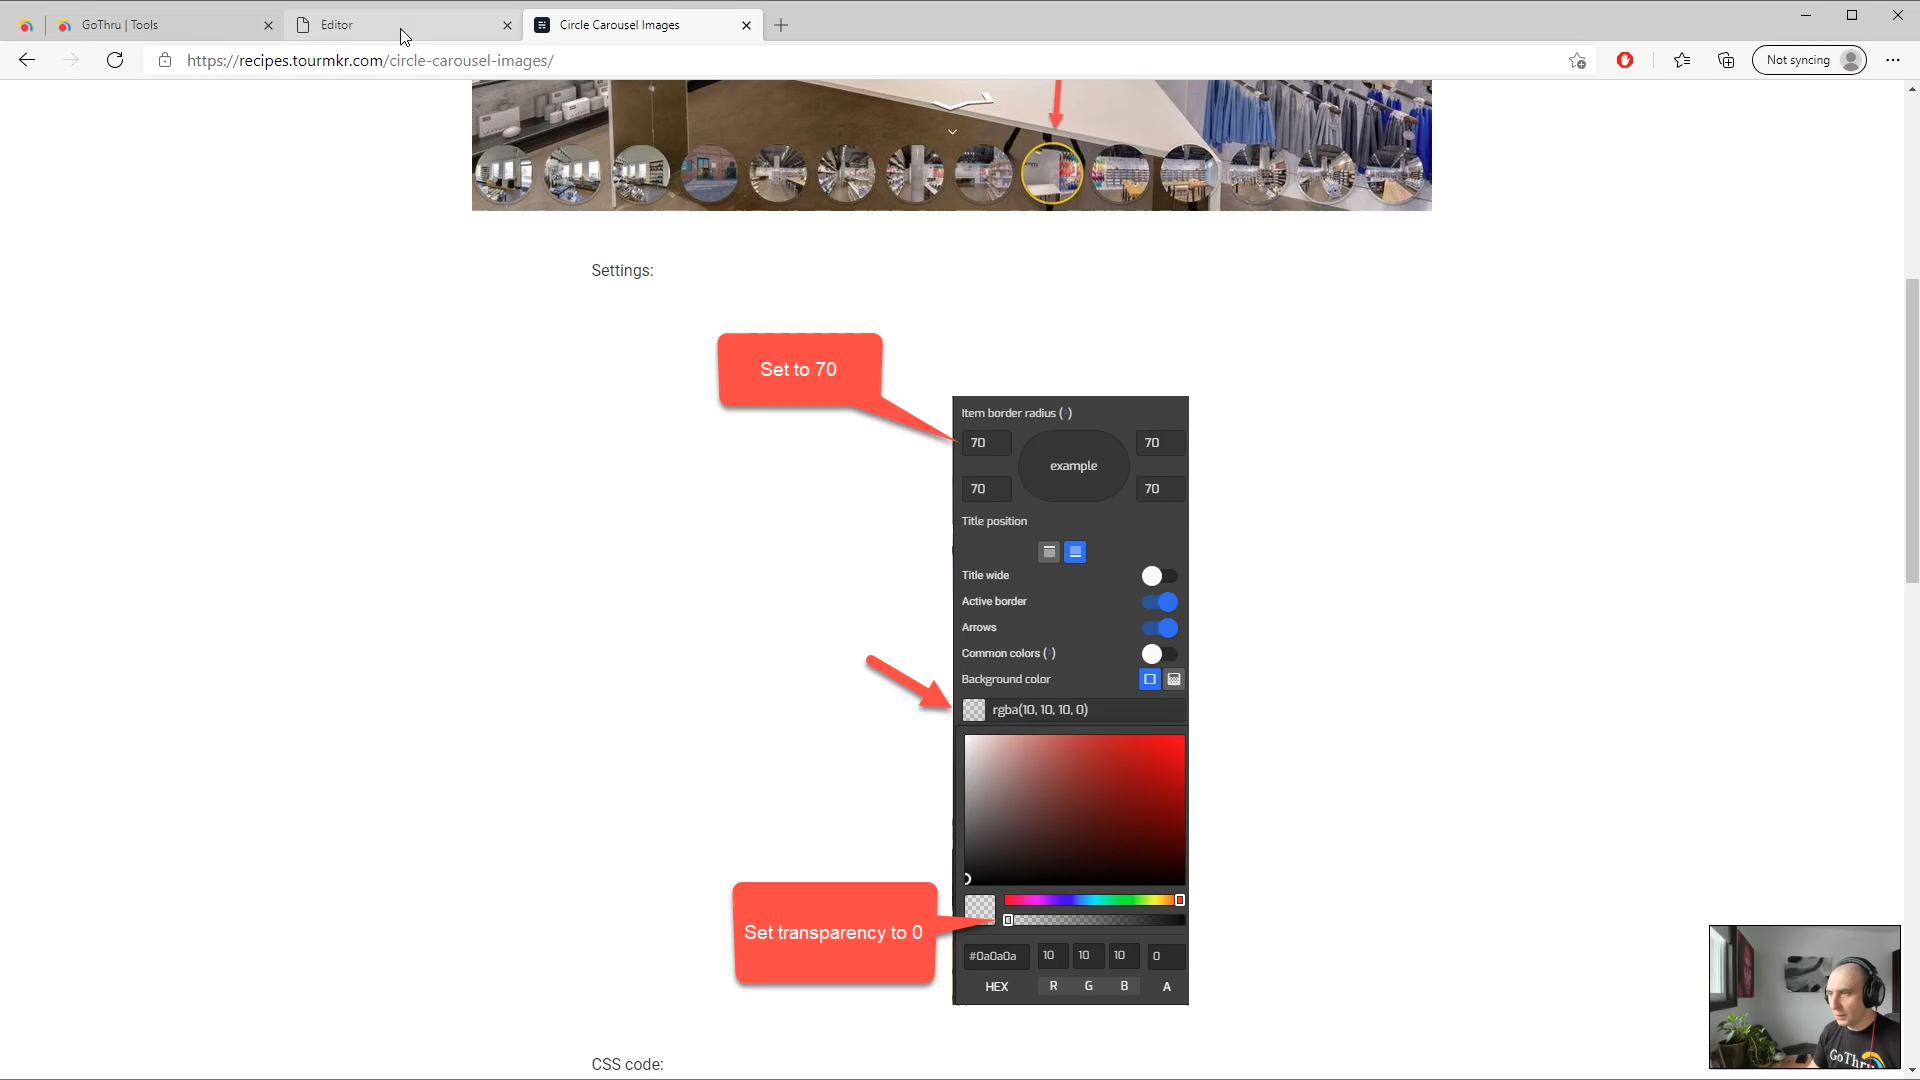 GoThru | Tools
Editor
Circle Carousel Images
https://recipes.tourmkr.com/circle-carousel-images/
Not syncing
Settings:
Set to 70
Item border radius (?)
70
70
example
70
70
Title position
Title wide
Active border
Arrows
Common colors (?)
Background color
rgba(10, 10, 10, 0)
Set transparency to 0
#0a0a0a
10
10
10
0
HEX
R
G
B
A
CSS code:
GoThru